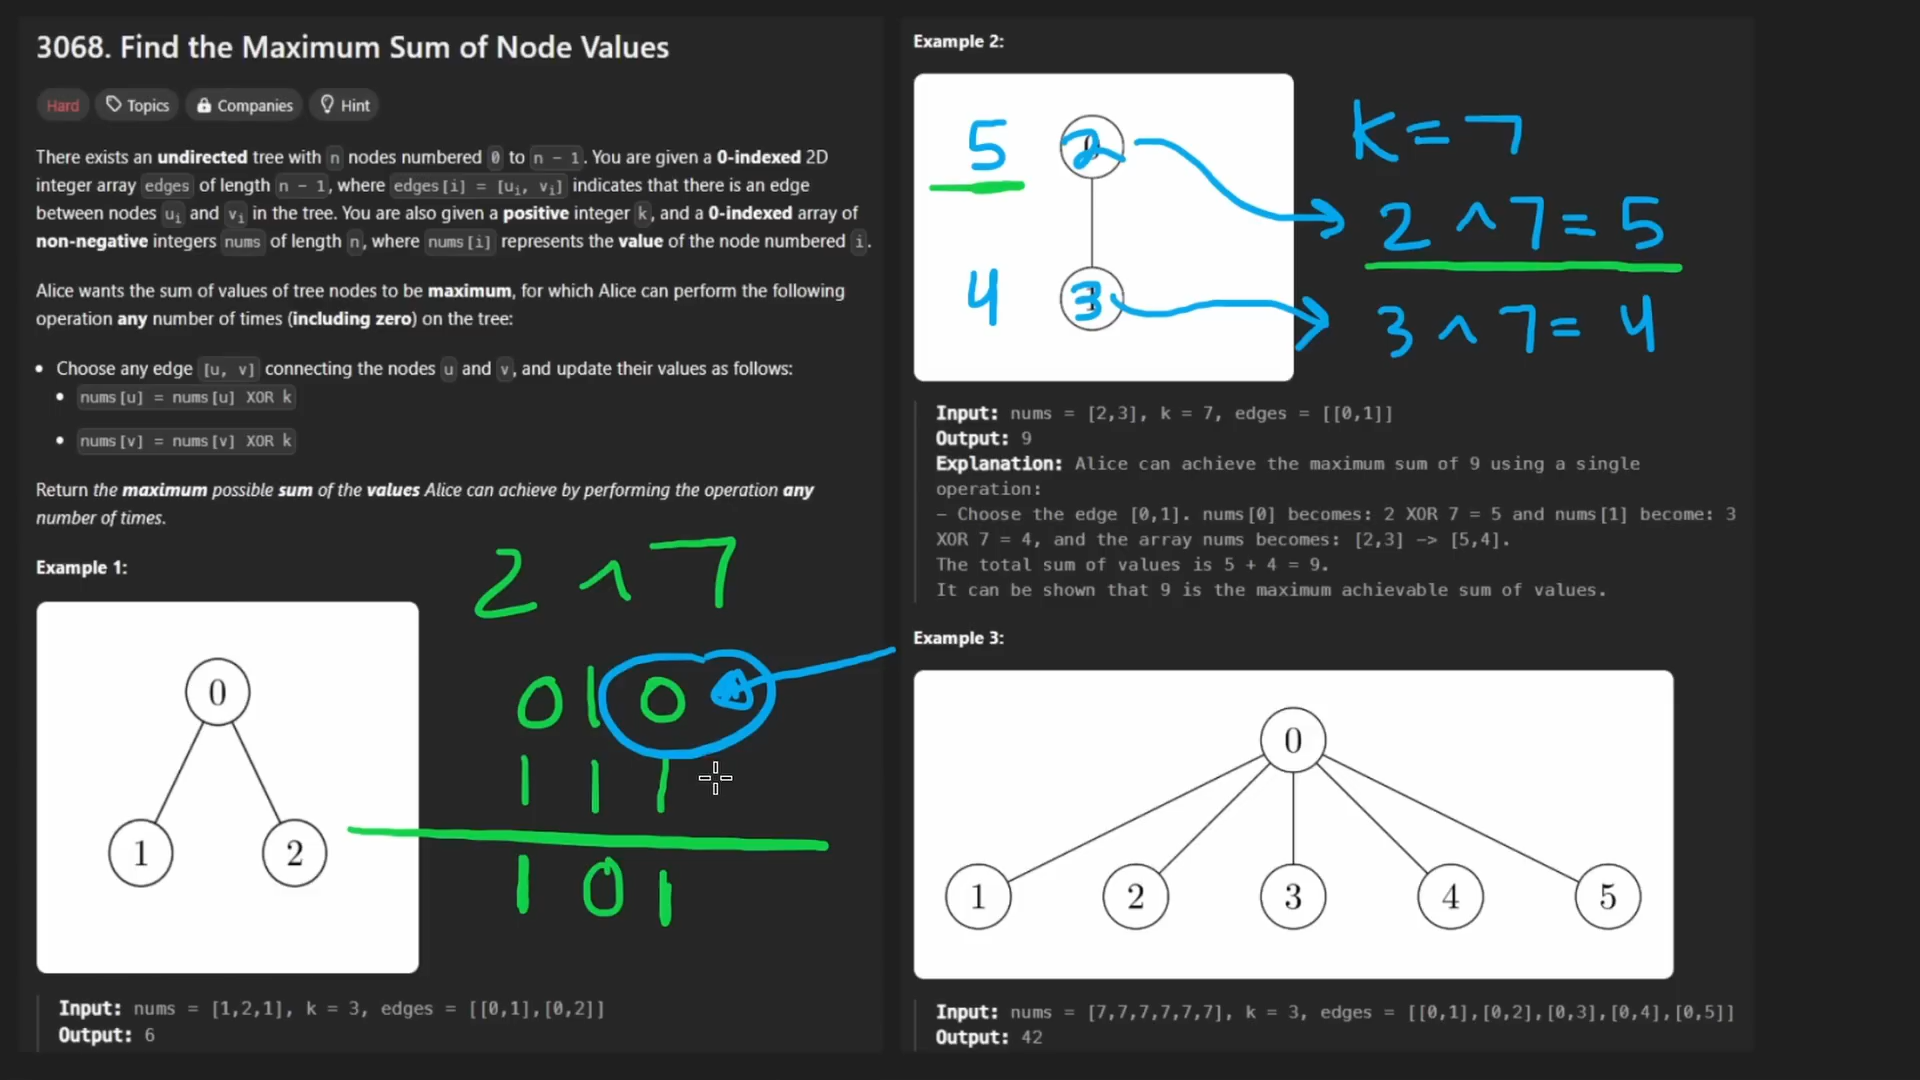 3068. Find the Maximum Sum of Node Values
Hard Topics Companies Hint
There exists an undirected tree with n nodes numbered 0 to n - 1. You are given a 0-indexed 2D
integer array edges of length n - 1, where edges[i] = [ui, vi] indicates that there is an edge
between nodes ui and vi in the tree. You are also given a positive integer k, and a 0-indexed array of
non-negative integers nums of length n, where nums[i] represents the value of the node numbered i.
Alice wants the sum of values of tree nodes to be maximum, for which Alice can perform the following
operation any number of times (including zero) on the tree:
• Choose any edge [u, v] connecting the nodes u and v, and update their values as follows:
• nums[u] = nums[u] XOR k
• nums[v] = nums[v] XOR k
Return the maximum possible sum of the values Alice can achieve by performing the operation any
number of times.
Example 1:
0
1 2
2 ^ 7
0 1 0
1 1 1
1 0 1
Input: nums = [1,2,1], k = 3, edges = [[0,1],[0,2]]
Output: 6
Example 2:
5 2
4 3
k = 7
2 ^ 7 = 5
3 ^ 7 = 4
Input: nums = [2,3], k = 7, edges = [[0,1]]
Output: 9
Explanation: Alice can achieve the maximum sum of 9 using a single
operation:
- Choose the edge [0,1]. nums[0] becomes: 2 XOR 7 = 5 and nums[1] become: 3
XOR 7 = 4, and the array nums becomes: [2,3] -> [5,4].
The total sum of values is 5 + 4 = 9.
It can be shown that 9 is the maximum achievable sum of values.
Example 3:
0
1 2 3 4 5
Input: nums = [7,7,7,7,7,7], k = 3, edges = [[0,1],[0,2],[0,3],[0,4],[0,5]]
Output: 42